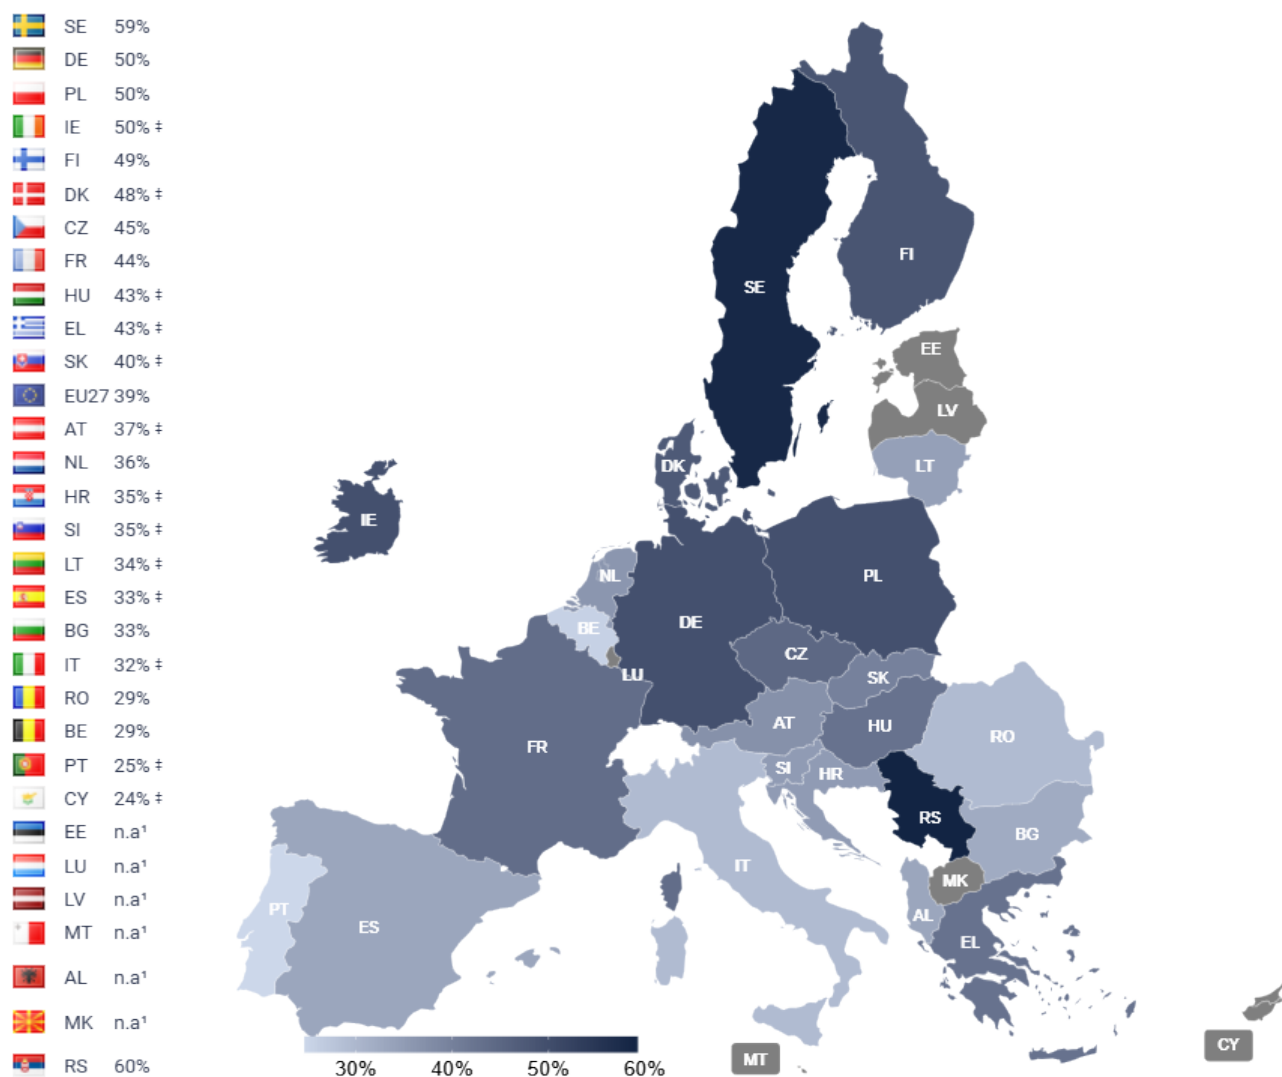 SE 59%
DE 50%
PL 50%
IE 50% ‡
FI 49%
DK 48% ‡
CZ 45%
FR 44%
HU 43% ‡
EL 43% ‡
SK 40% ‡
EU27 39%
AT 37% ‡
NL 36%
HR 35% ‡
SI 35% ‡
LT 34% ‡
ES 33% ‡
BG 33%
IT 32% ‡
RO 29%
BE 29%
PT 25% ‡
CY 24% ‡
EE n.a¹
LU n.a¹
LV n.a¹
MT n.a¹
AL n.a¹
MK n.a¹
RS 60%
FI
SE
EE
LV
LT
DK
IE
PL
NL
DE
BE
CZ
LU
SK
AT
HU
RO
FR
SI
HR
RS
BG
IT
MK
PT
AL
ES
EL
CY
MT
30% 40% 50% 60%